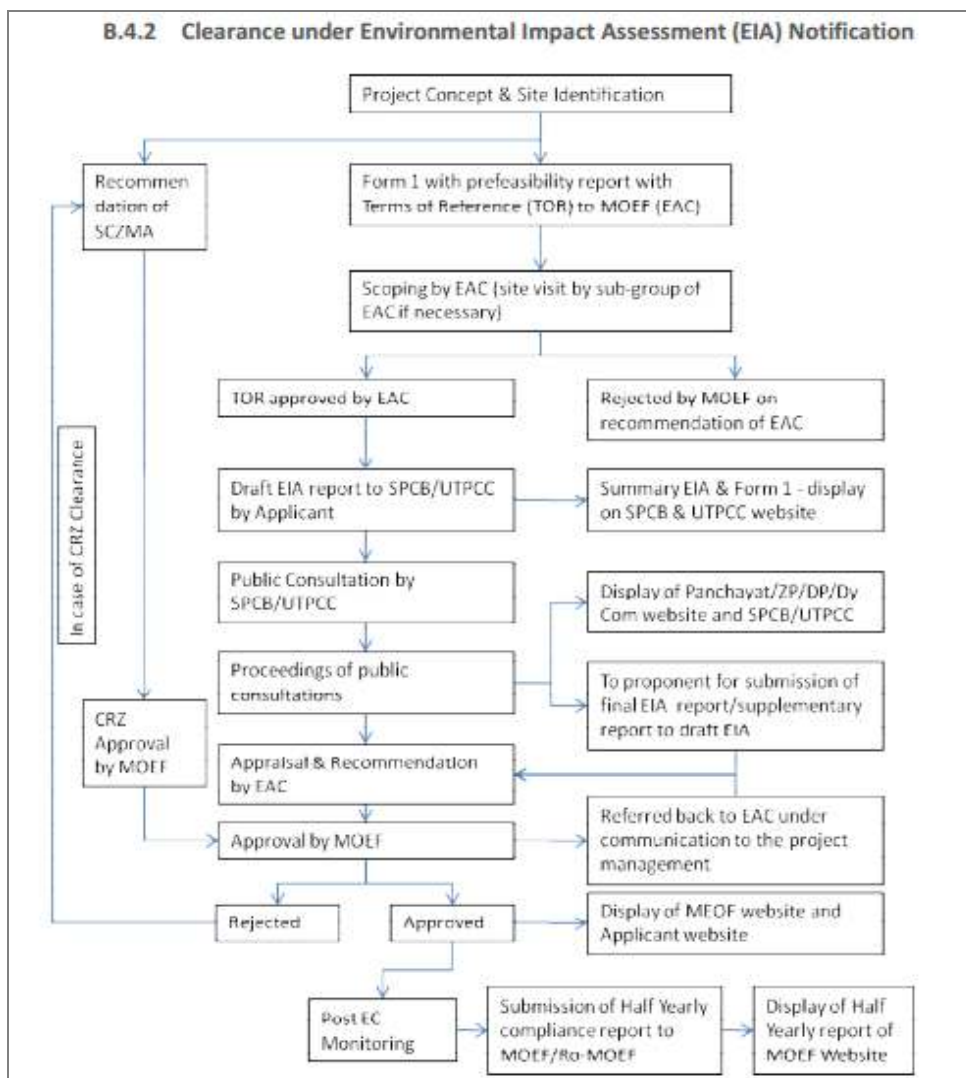 B.4.2 Clearance under Environmental Impact Assessment (EIA) Notification
Project Concept & Site Identification
Recommen
dation of
SCZMA
Form 1 with prefeasibility report with
Terms of Reference (TOR) to MOEF (EAC)
Scoping by EAC (site visit by sub-group of
EAC if necessary)
TOR approved by EAC
Rejected by MOEF on
recommendation of EAC
In case of CRZ Clearance
Draft EIA report to SPCB/UTPCC
by Applicant
Summary EIA & Form 1 - display
on SPCB & UTPCC website
Public Consultation by
SPCB/UTPCC
Display of Panchayat/ZP/DP/Dy
Com website and SPCB/UTPCC
Proceedings of public
consultations
To proponent for submission of
final EIA report/supplementary
report to draft EIA
CRZ
Approval
by MOEF
Appraisal & Recommendation
by EAC
Approval by MOEF
Referred back to EAC under
communication to the project
management
Rejected
Approved
Display of MEOF website and
Applicant website
Post EC
Monitoring
Submission of Half Yearly
compliance report to
MOEF/Ro-MOEF
Display of Half
Yearly report of
MOEF Website